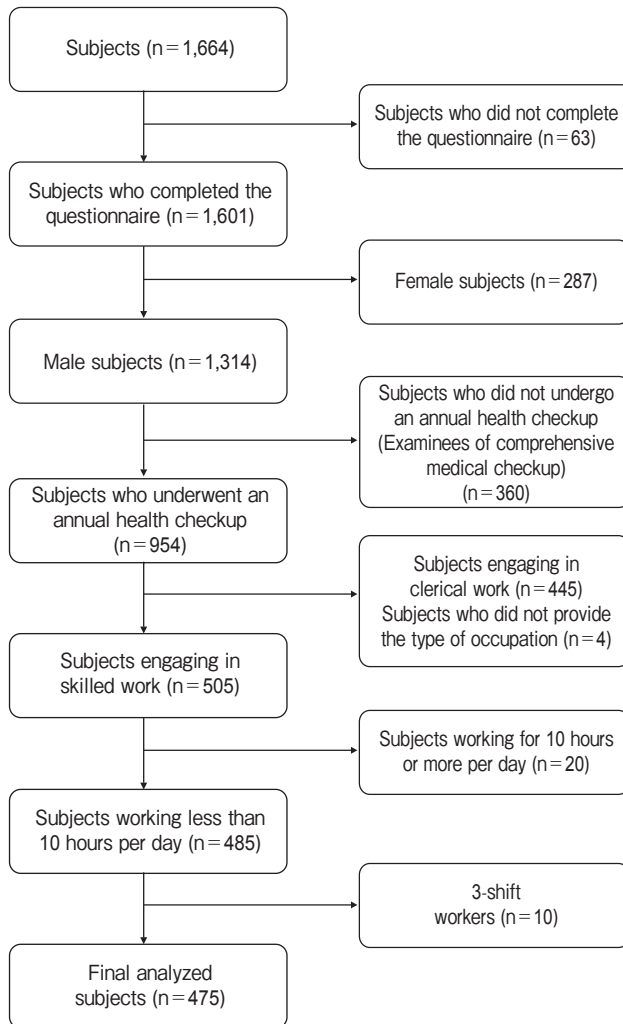 Subjects (n=1,664)
Subjects who did not complete
the questionnaire (n=63)
Subjects who completed the
questionnaire (n=1,601)
Female subjects (n=287)
Male subjects (n=1,314)
Subjects who did not undergo
an annual health checkup
(Examinees of comprehensive
medical checkup)
(n=360)
Subjects who underwent an
annual health checkup
(n=954)
Subjects engaging in
clerical work (n=445)
Subjects who did not provide
the type of occupation (n=4)
Subjects engaging in
skilled work (n=505)
Subjects working for 10 hours
or more per day (n=20)
Subjects working less than
10 hours per day (n=485)
3-shift
workers (n=10)
Final analyzed
subjects (n=475)